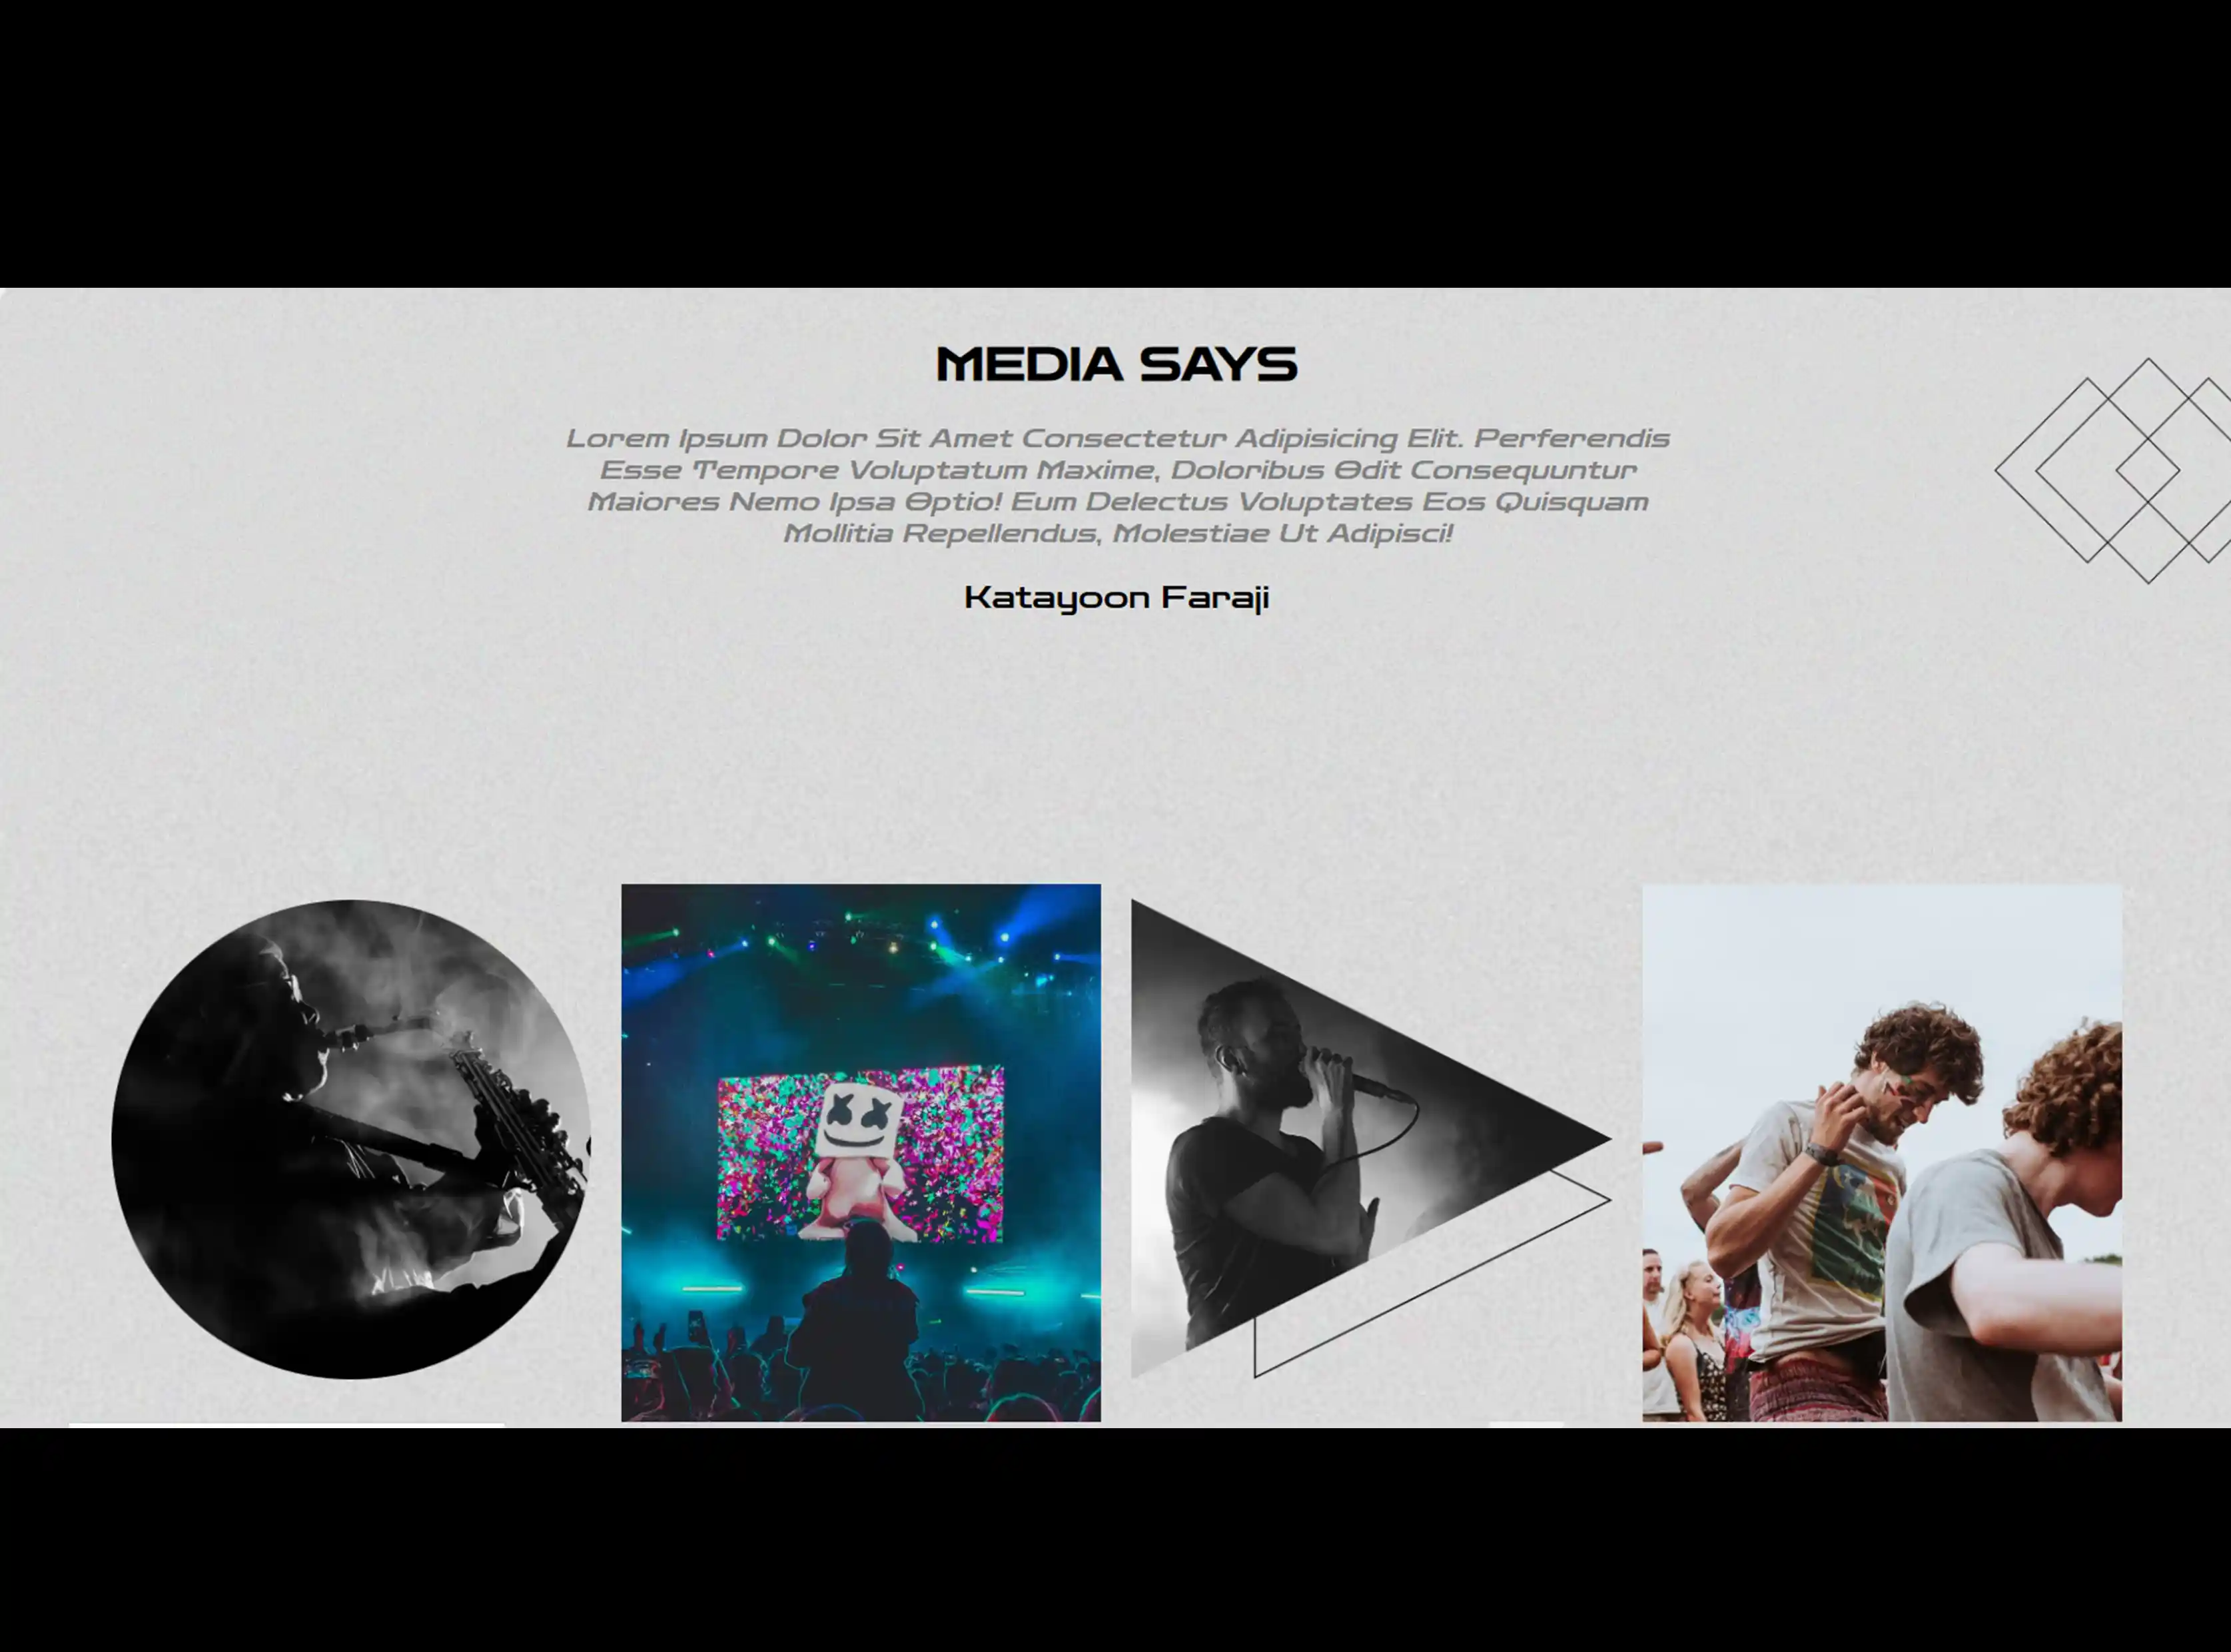 MEDIA SAYS
Lorem Ipsum Dolor Sit Amet Consectetur Adipisicing Elit. Perferendis
Esse Tempore Voluptatum Maxime, Doloribus Odit Consequuntur
Maiores Nemo Ipsa Optio! Eum Delectus Voluptates Eos Quisquam
Mollitia Repellendus, Molestiae Ut Adipisci!
Katayoon Faraji